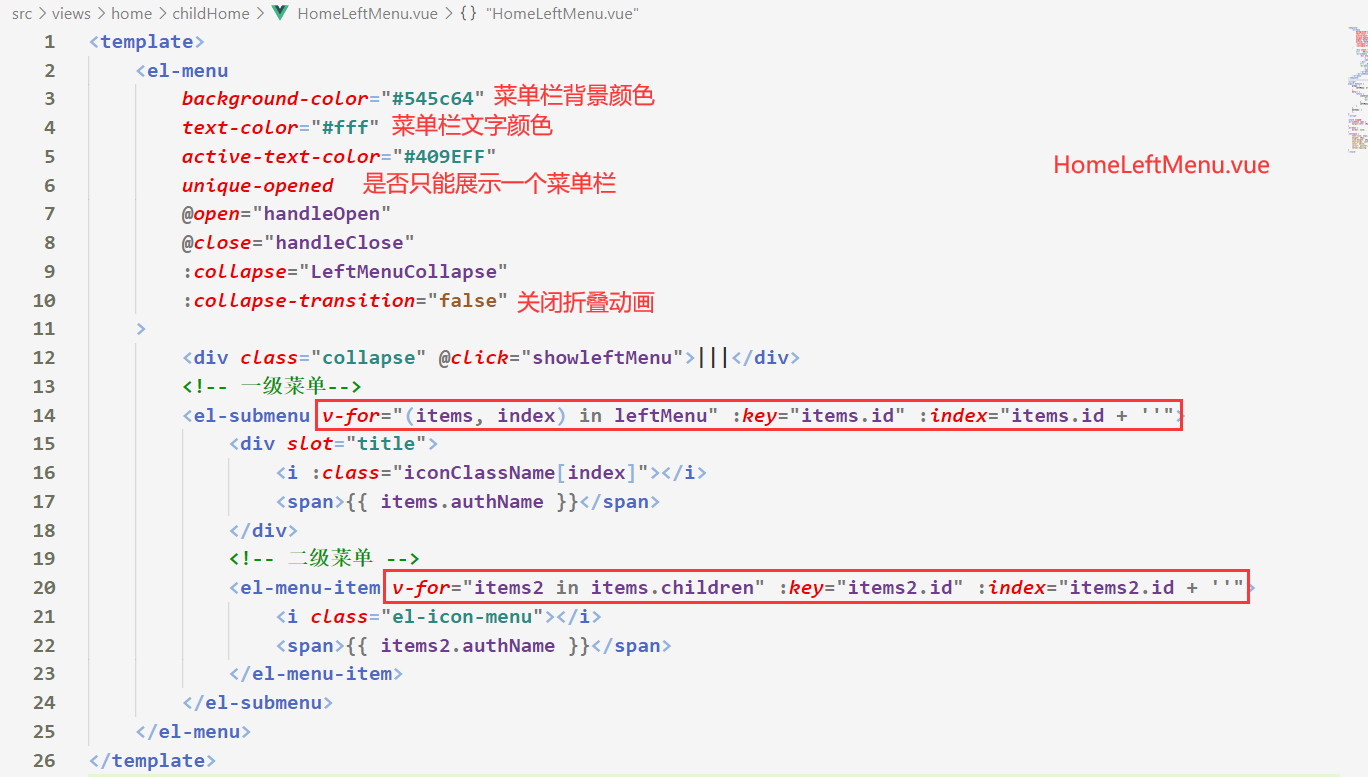 src > views > home > childHome > HomeLeftMenu.vue > {} "HomeLeftMenu.vue"
1 <template>
2 <el-menu
3 background-color="#545c64" 菜单栏背景颜色
4 text-color="#fff" 菜单栏文字颜色
5 active-text-color="#409EFF"
HomeLeftMenu.vue
6 unique-opened 是否只能展示一个菜单栏
7 @open="handleOpen"
8 @close="handleClose"
9 :collapse="LeftMenuCollapse"
10 :collapse-transition="false" 关闭折叠动画
11 >
12 <div class="collapse" @click="showleftMenu">|||</div>
13 <!-- 一级菜单-->
14 <el-submenu v-for="(items, index) in leftMenu" :key="items.id" :index="items.id + ''">
15 <div slot="title">
16 <i :class="iconClassName[index]"></i>
17 <span>{{ items.authName }}</span>
18 </div>
19 <!-- 二级菜单 -->
20 <el-menu-item v-for="items2 in items.children" :key="items2.id" :index="items2.id + ''">
21 <i class="el-icon-menu"></i>
22 <span>{{ items2.authName }}</span>
23 </el-menu-item>
24 </el-submenu>
25 </el-menu>
26 </template>